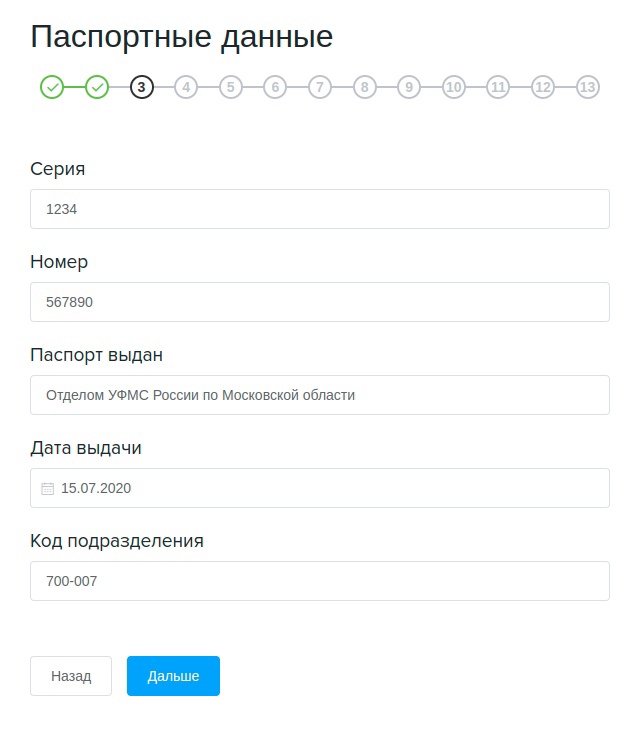 Паспортные данные
3 4 5 6 7 8 9 10 11 12 13
Серия
1234
Номер
567890
Паспорт выдан
Отделом УФМС России по Московской области
Дата выдачи
15.07.2020
Код подразделения
700-007
Назад Дальше